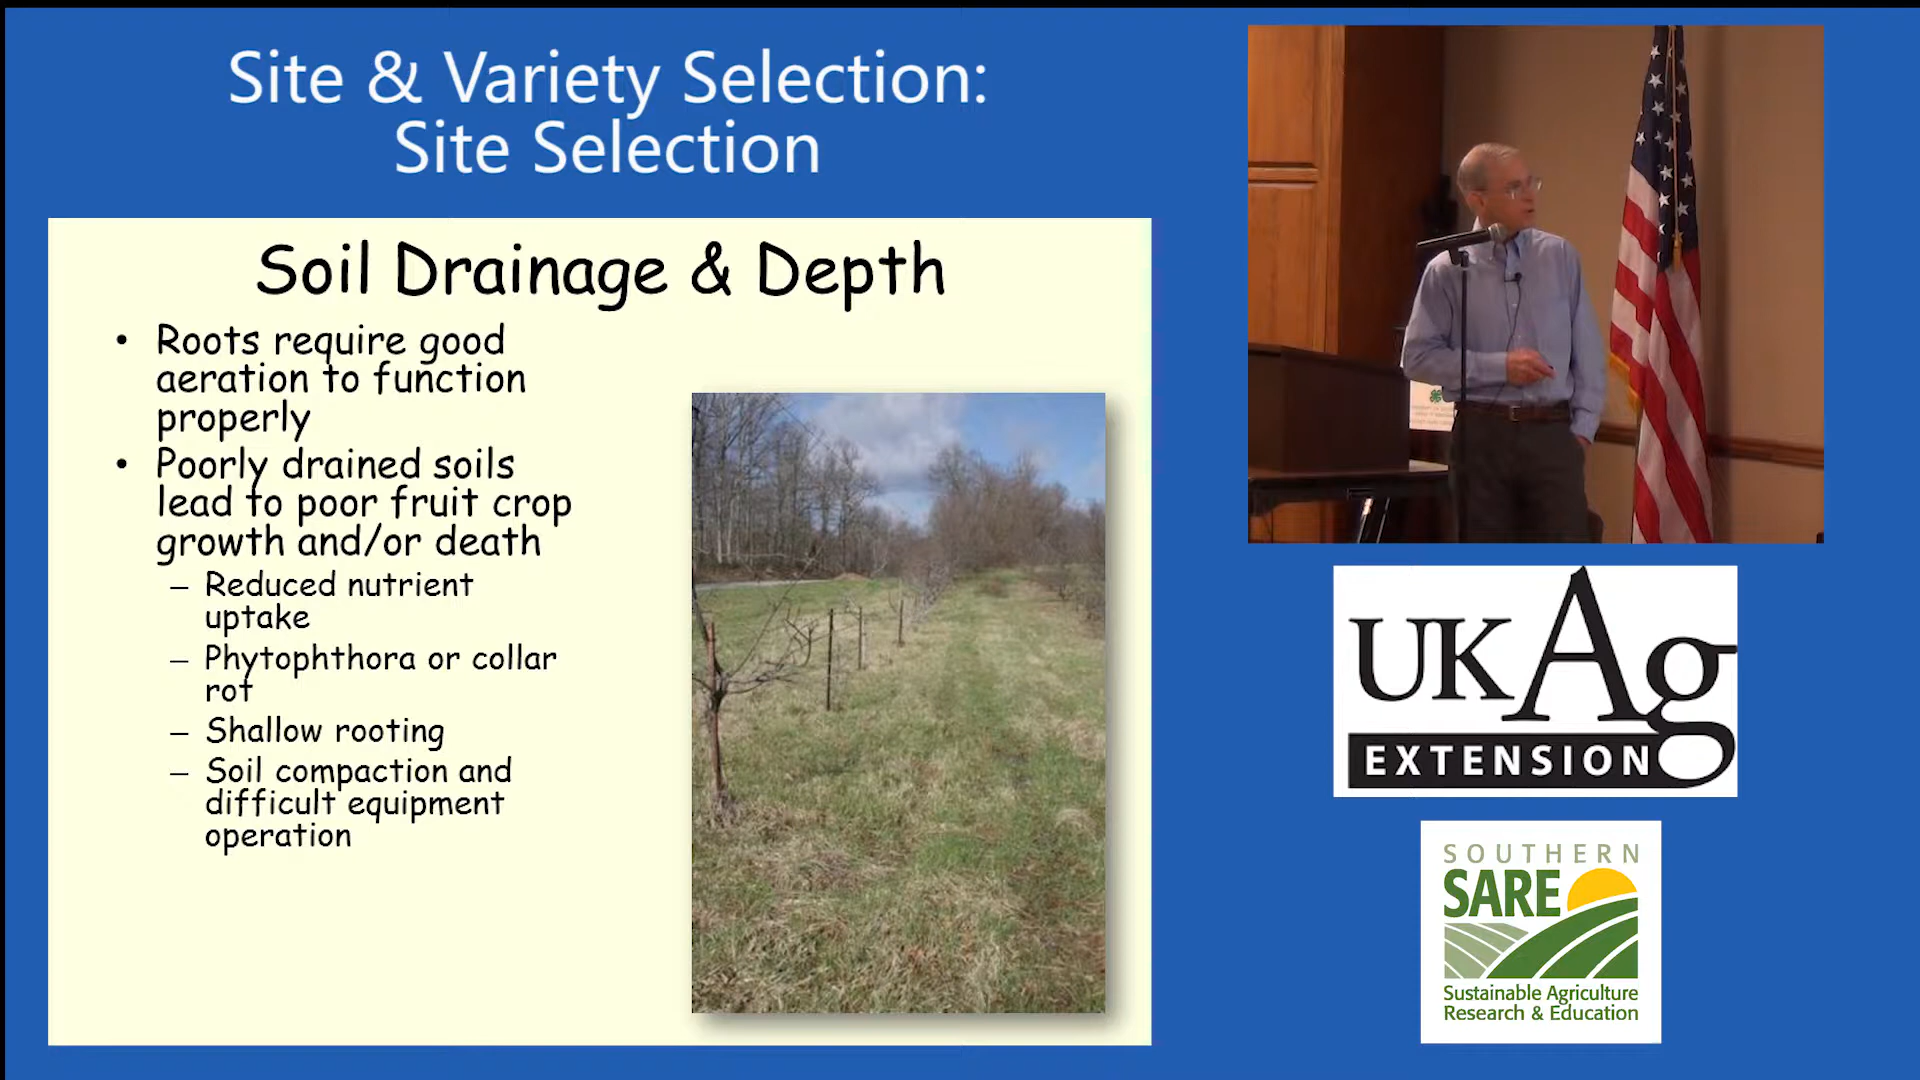 Site & Variety Selection:
Site Selection
Soil Drainage & Depth
• Roots require good
aeration to function
properly
• Poorly drained soils
lead to poor fruit crop
growth and/or death
– Reduced nutrient
uptake
– Phytophthora or collar
rot
– Shallow rooting
– Soil compaction and
difficult equipment
operation
UKAg
EXTENSION
SOUTHERN
SARE
Sustainable Agriculture
Research & Education